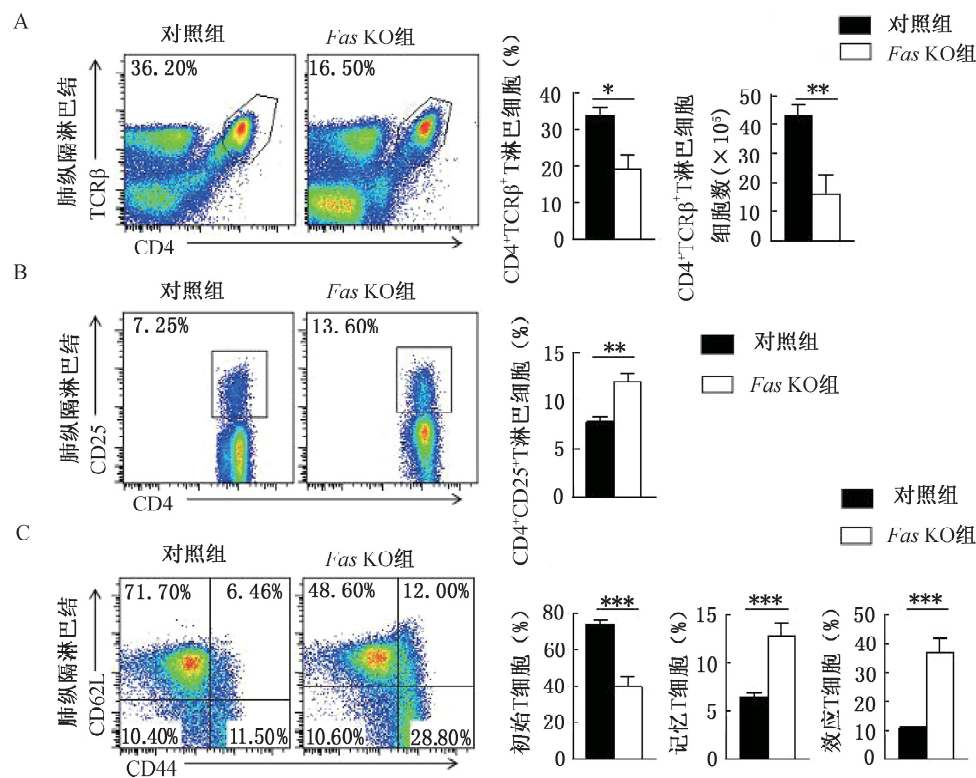 A
对照组
Fas KO组
36.20%
16.50%
肺纵隔淋巴结
TCRβ
CD4
CD4+TCRβ+T淋巴细胞(%)
40
30
20
10
0
*
CD4+TCRβ+T淋巴细胞
细胞数(×10⁵)
50
40
30
20
10
0
**
对照组
Fas KO组
B
对照组
Fas KO组
7.25%
13.60%
肺纵隔淋巴结
CD25
CD4
CD4+CD25+T淋巴细胞(%)
15
10
5
0
**
对照组
Fas KO组
C
对照组
Fas KO组
71.70%
6.46%
48.60%
12.00%
10.40%
11.50%
10.60%
28.80%
肺纵隔淋巴结
CD62L
CD44
初始T细胞(%)
80
60
40
20
0
***
记忆T细胞(%)
15
10
5
0
***
效应T细胞(%)
50
40
30
20
10
0
***
对照组
Fas KO组